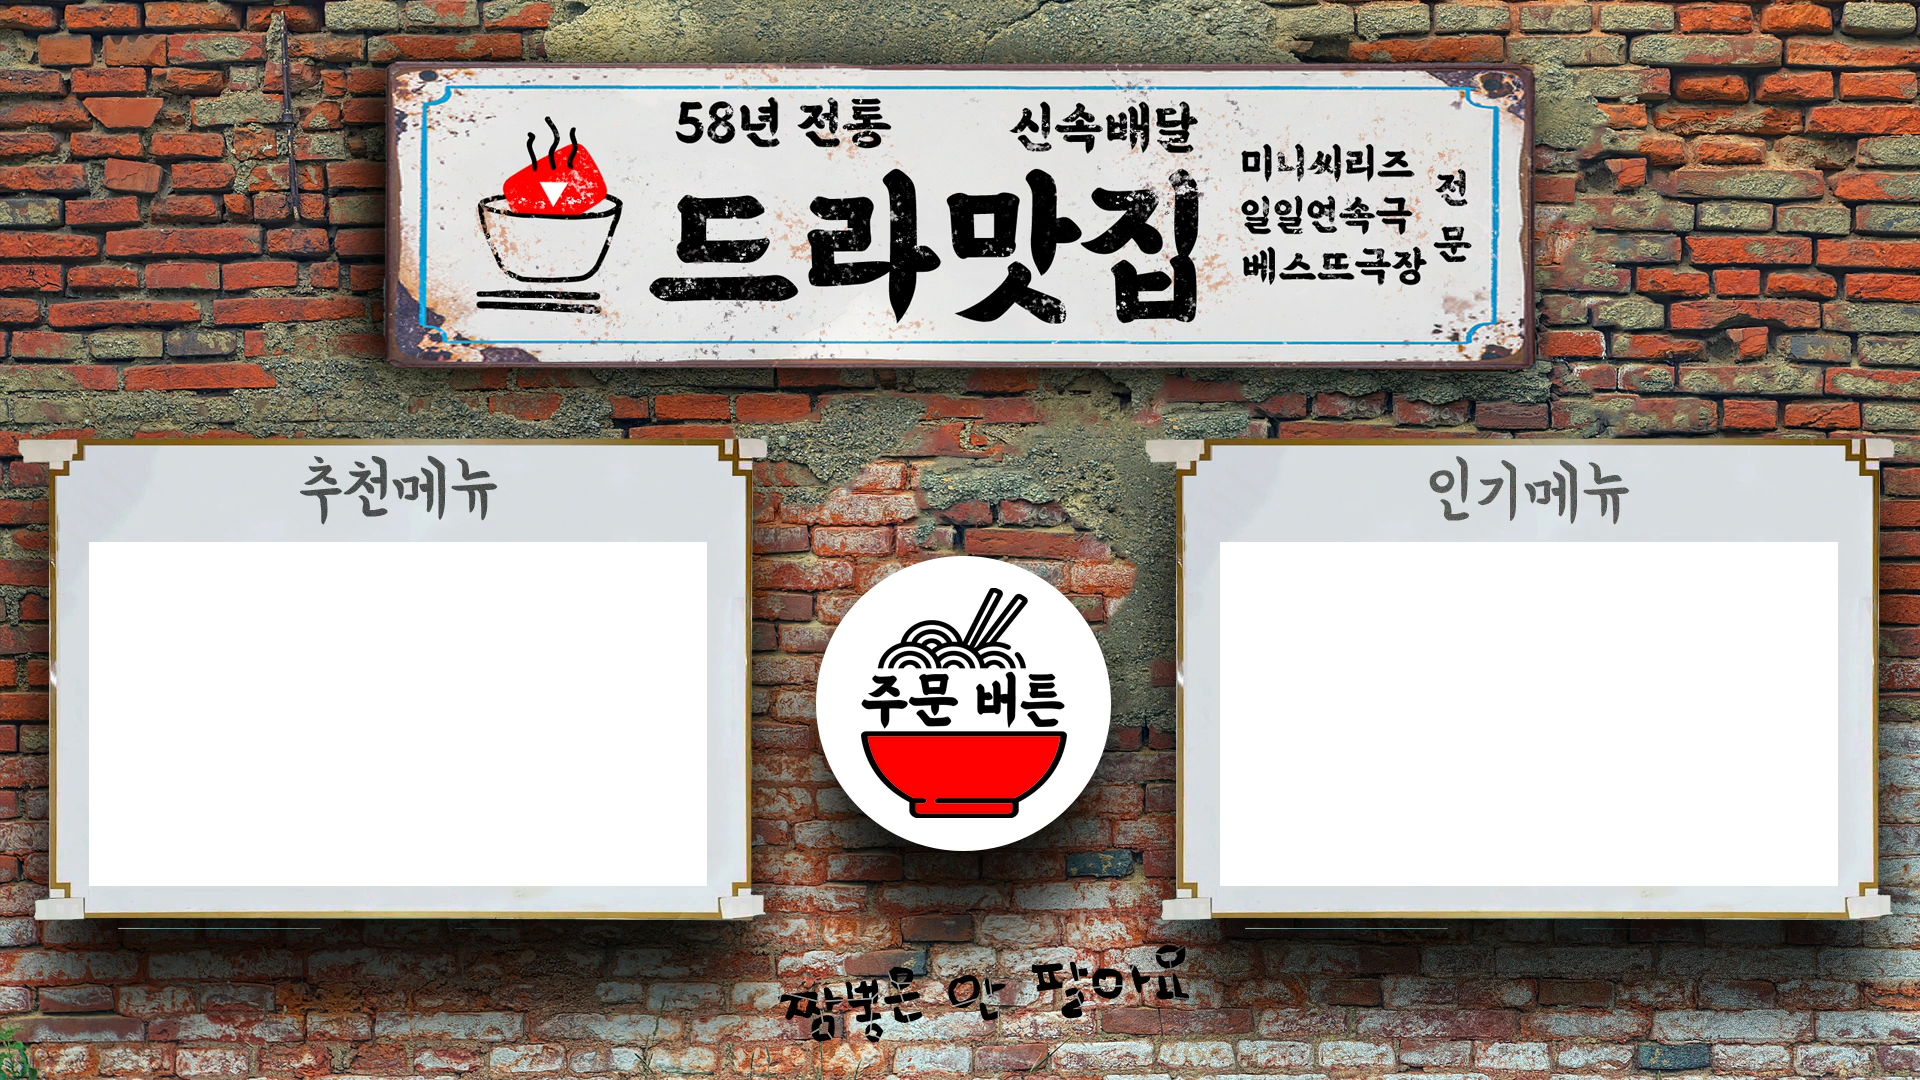 58년 전통 신속배달
드라맛집
미니씨리즈
일일연속극
베스뜨극장
전문
추천메뉴
인기메뉴
주문 버튼
짬뽕은 안 팔아요